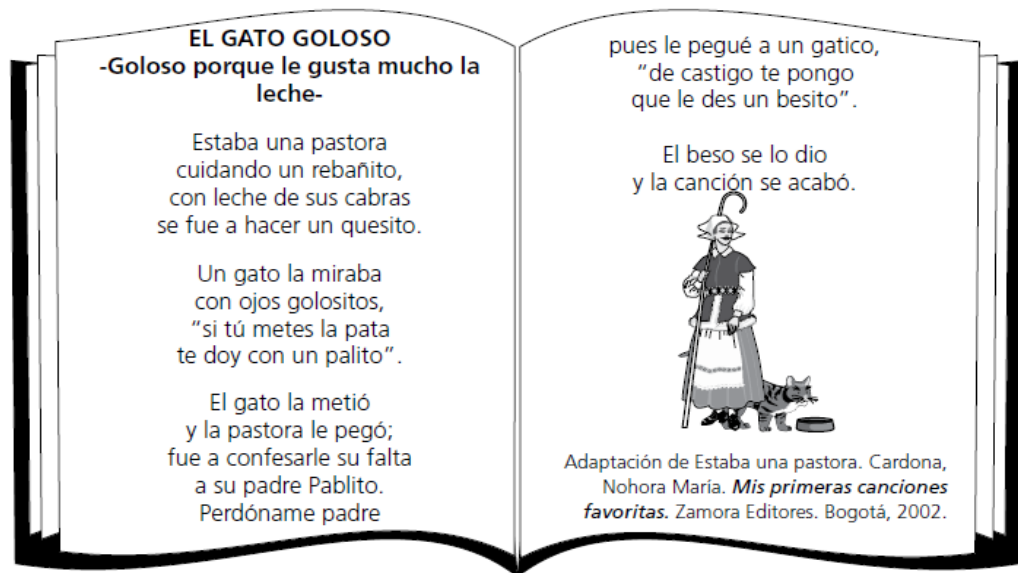 EL GATO GOLOSO
-Goloso porque le gusta mucho la
leche-
Estaba una pastora
cuidando un rebañito,
con leche de sus cabras
se fue a hacer un quesito.
Un gato la miraba
con ojos golositos,
“si tú metes la pata
te doy con un palito”.
El gato la metió
y la pastora le pegó;
fue a confesarle su falta
a su padre Pablito.
Perdóname padre
pues le pegué a un gatico,
“de castigo te pongo
que le des un besito”.
El beso se lo dio
y la canción se acabó.
Adaptación de Estaba una pastora. Cardona,
Nohora María. Mis primeras canciones
favoritas. Zamora Editores. Bogotá, 2002.